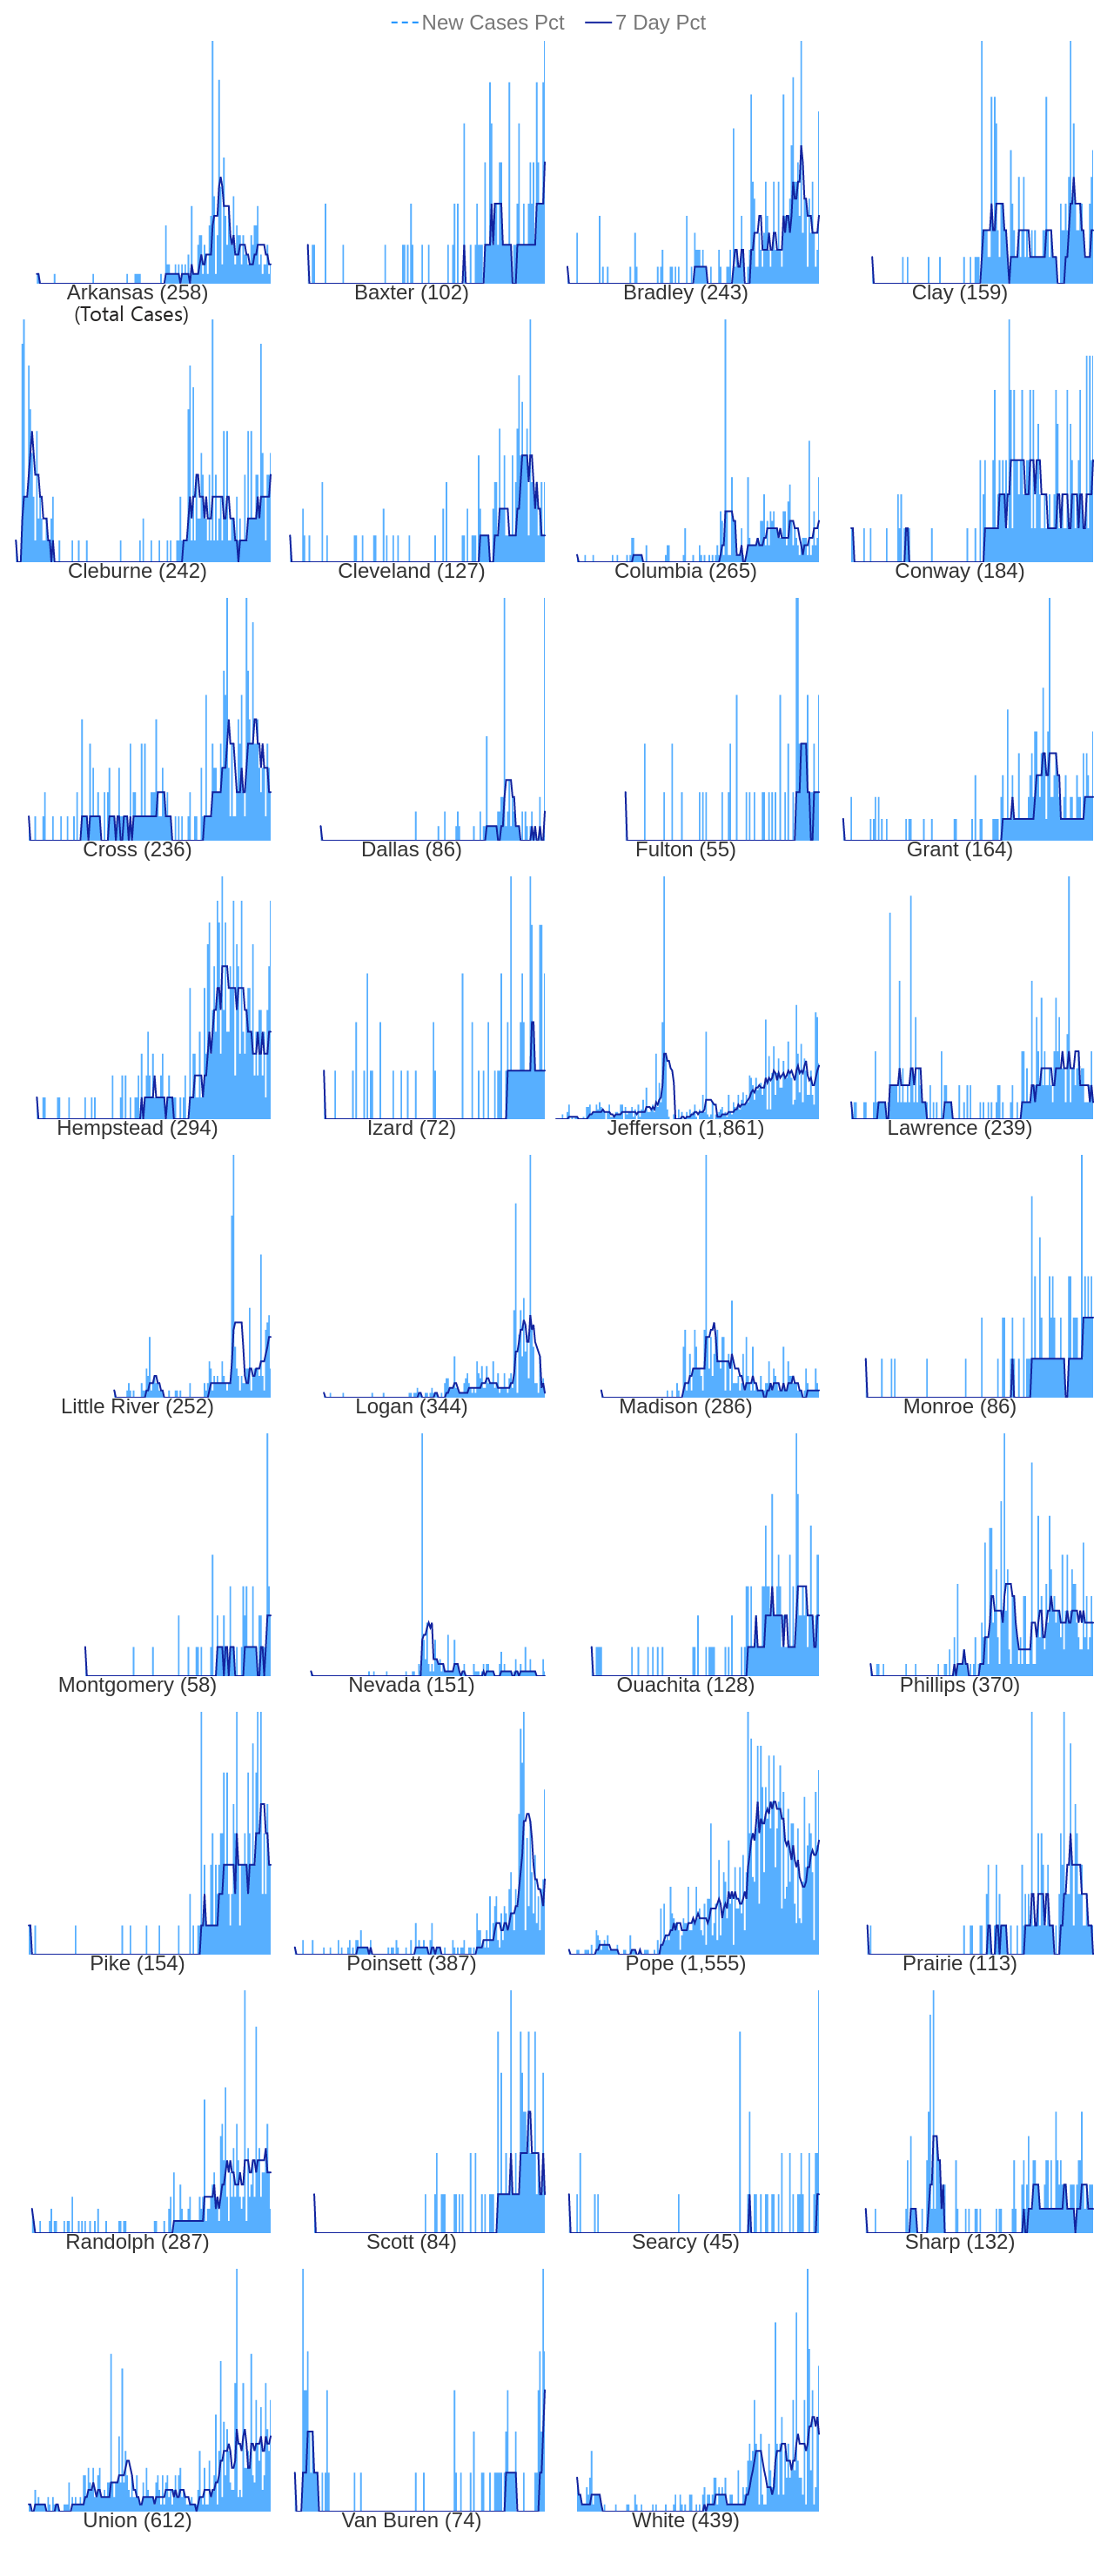 New Cases Pct 7 Day Pct
Arkansas (258) Baxter (102) Bradley (243) Clay (159)
(Total Cases)
Cleburne (242) Cleveland (127) Columbia (265) Conway (184)
Cross (236) Dallas (86) Fulton (55) Grant (164)
Hempstead (294) Izard (72) Jefferson (1,861) Lawrence (239)
Little River (252) Logan (344) Madison (286) Monroe (86)
Montgomery (58) Nevada (151) Ouachita (128) Phillips (370)
Pike (154) Poinsett (387) Pope (1,555) Prairie (113)
Randolph (287) Scott (84) Searcy (45) Sharp (132)
Union (612) Van Buren (74) White (439)